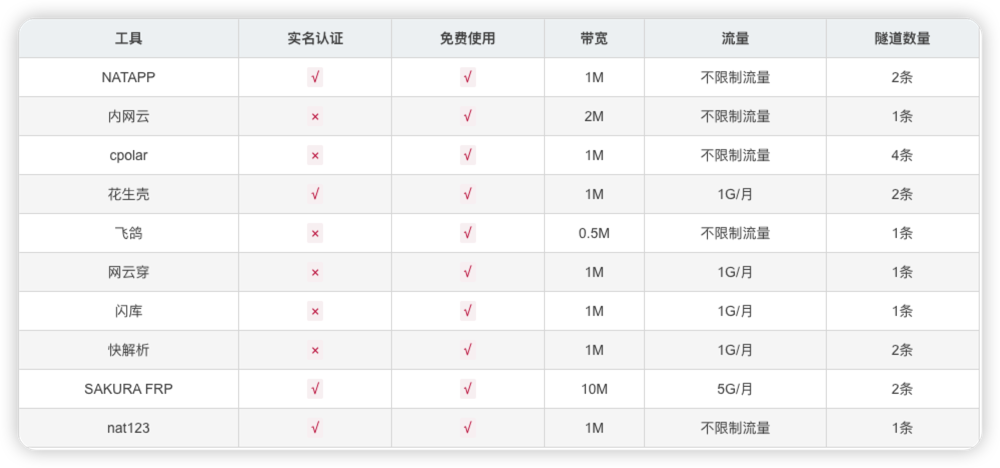 工具 实名认证 免费使用 带宽 流量 隧道数量
NATAPP √ √ 1M 不限制流量 2条
内网云 × √ 2M 不限制流量 1条
cpolar × √ 1M 不限制流量 4条
花生壳 √ √ 1M 1G/月 2条
飞鸽 × √ 0.5M 不限制流量 1条
网云穿 × √ 1M 1G/月 1条
闪库 × √ 1M 1G/月 1条
快解析 × √ 1M 1G/月 2条
SAKURA FRP √ √ 10M 5G/月 2条
nat123 √ √ 1M 不限制流量 1条